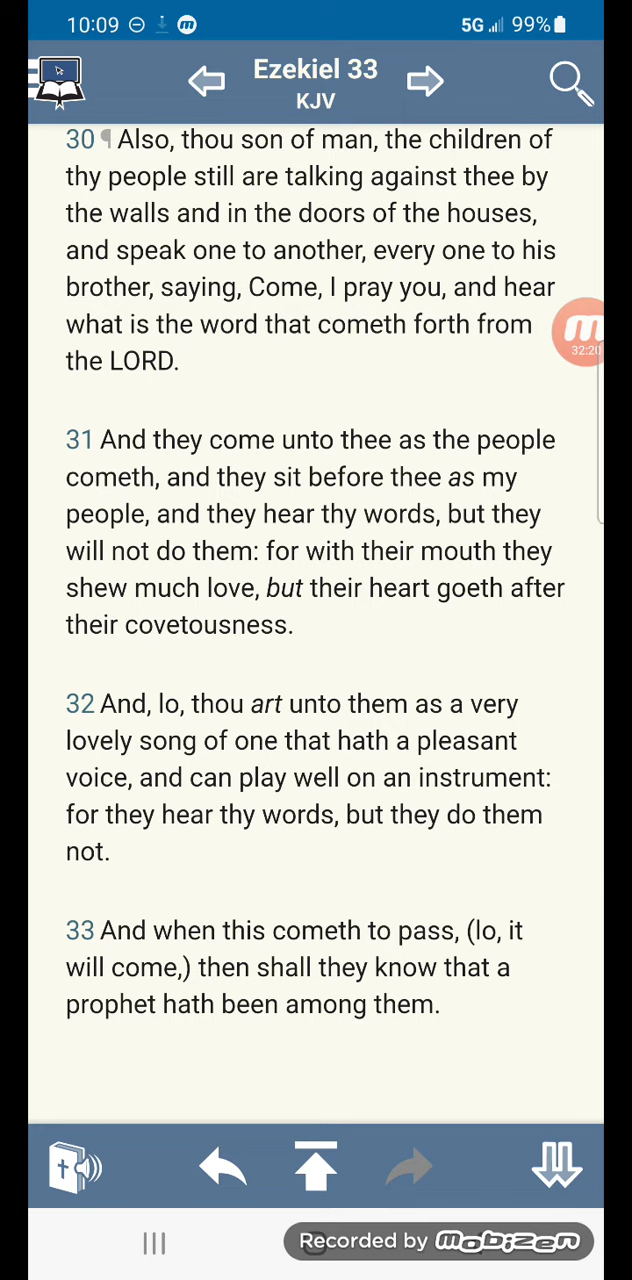 10:09 5G 99%
Ezekiel 33
KJV
30 ¶ Also, thou son of man, the children of
thy people still are talking against thee by
the walls and in the doors of the houses,
and speak one to another, every one to his
brother, saying, Come, I pray you, and hear
what is the word that cometh forth from
the LORD.
32:20
31 And they come unto thee as the people
cometh, and they sit before thee as my
people, and they hear thy words, but they
will not do them: for with their mouth they
shew much love, but their heart goeth after
their covetousness.
32 And, lo, thou art unto them as a very
lovely song of one that hath a pleasant
voice, and can play well on an instrument:
for they hear thy words, but they do them
not.
33 And when this cometh to pass, (lo, it
will come,) then shall they know that a
prophet hath been among them.
Recorded by mobizen